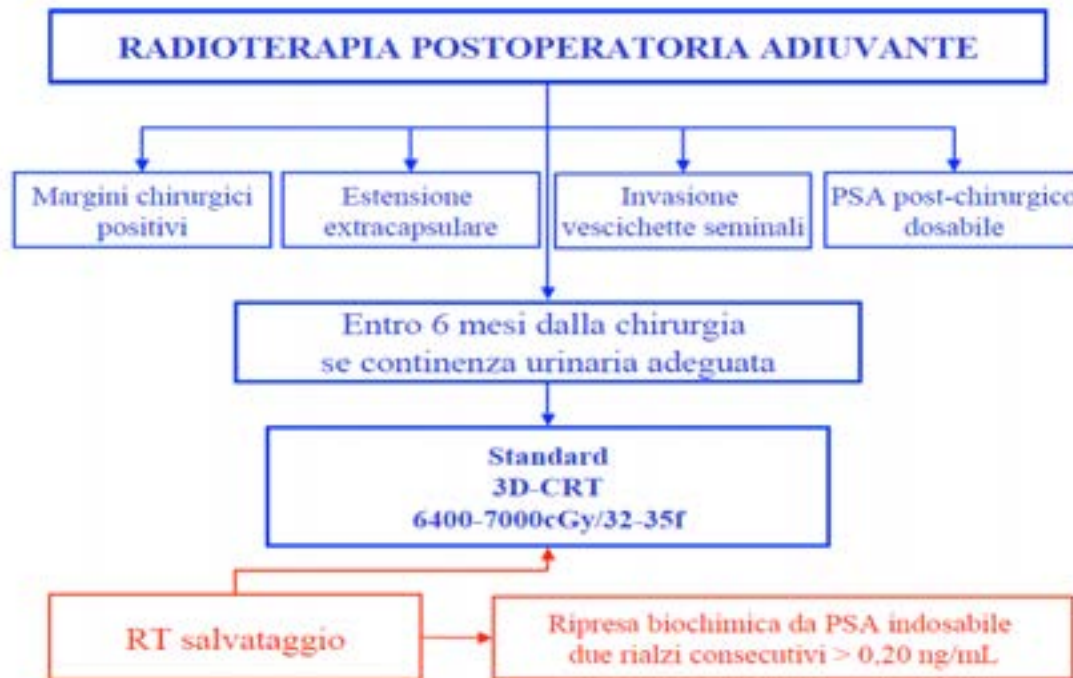 RADIOTERAPIA POSTOPERATORIA ADIUVANTE
Margini chirurgici
positivi
Estensione
extracapsulare
Invasione
vescichette seminali
PSA post-chirurgico
dosabile
Entro 6 mesi dalla chirurgia
se continenza urinaria adeguata
Standard
3D-CRT
6400-7000cGy/32-35f
RT salvataggio
Ripresa biochimica da PSA indosabile
due rialzi consecutivi > 0,20 ng/mL